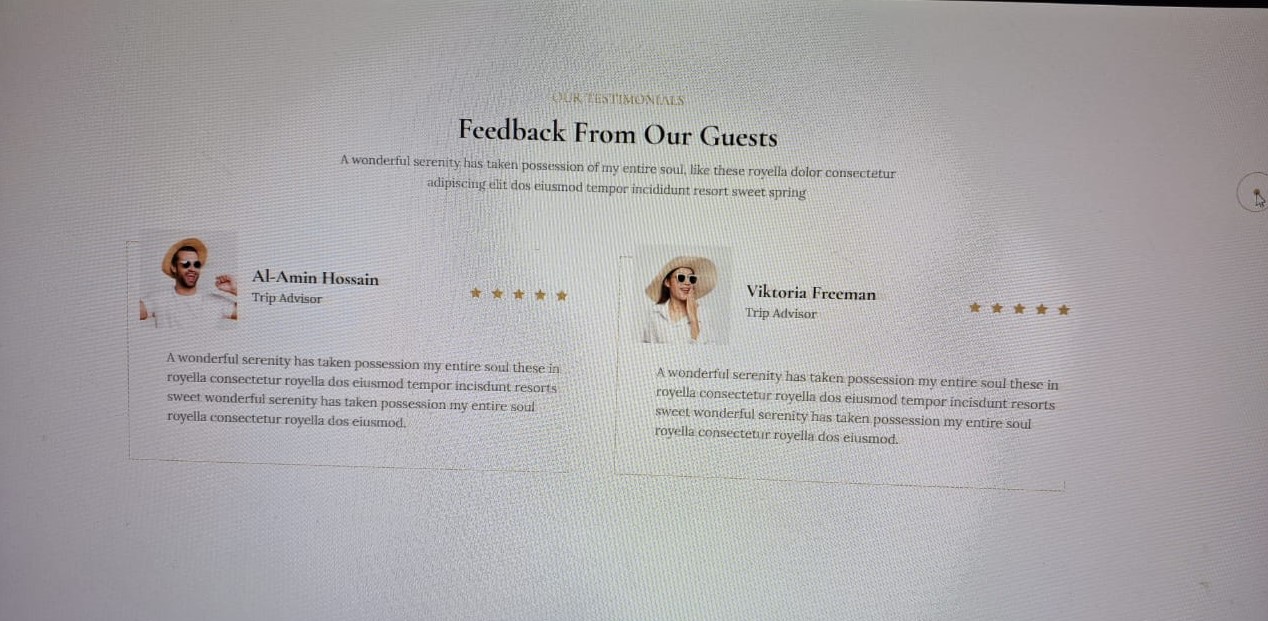 OUR TESTIMONIALS
Feedback From Our Guests
A wonderful serenity has taken possession of my entire soul, like these royella dolor consectetur
adipiscing elit dos eiusmod tempor incididunt resort sweet spring
Al-Amin Hossain
Trip Advisor
A wonderful serenity has taken possession my entire soul these in
royella consectetur royella dos eiusmod tempor incisdunt resorts
sweet wonderful serenity has taken possession my entire soul
royella consectetur royella dos eiusmod.
Viktoria Freeman
Trip Advisor
A wonderful serenity has taken possession my entire soul these in
royella consectetur royella dos eiusmod tempor incisdunt resorts
sweet wonderful serenity has taken possession my entire soul
royella consectetur royella dos eiusmod.